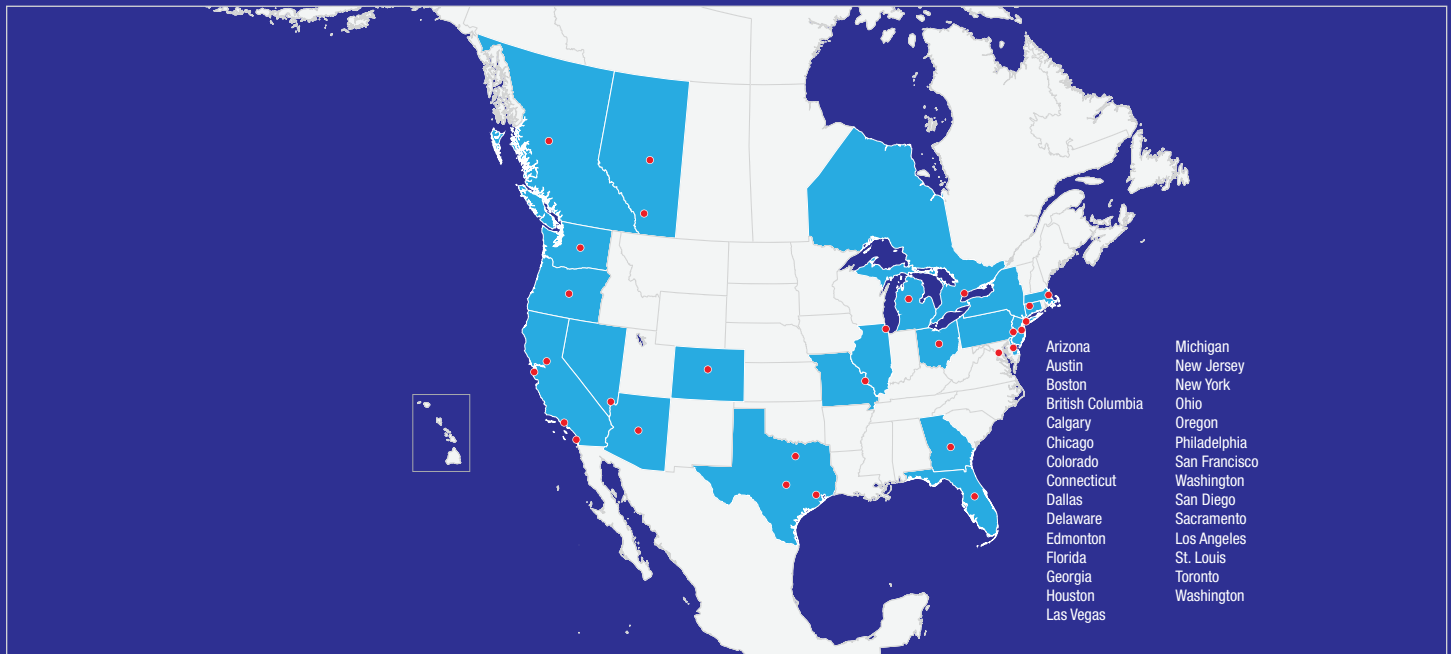 Arizona
Austin
Boston
British Columbia
Calgary
Chicago
Colorado
Connecticut
Dallas
Delaware
Edmonton
Florida
Georgia
Houston
Las Vegas
Michigan
New Jersey
New York
Ohio
Oregon
Philadelphia
San Francisco
Washington
San Diego
Sacramento
Los Angeles
St. Louis
Toronto
Washington